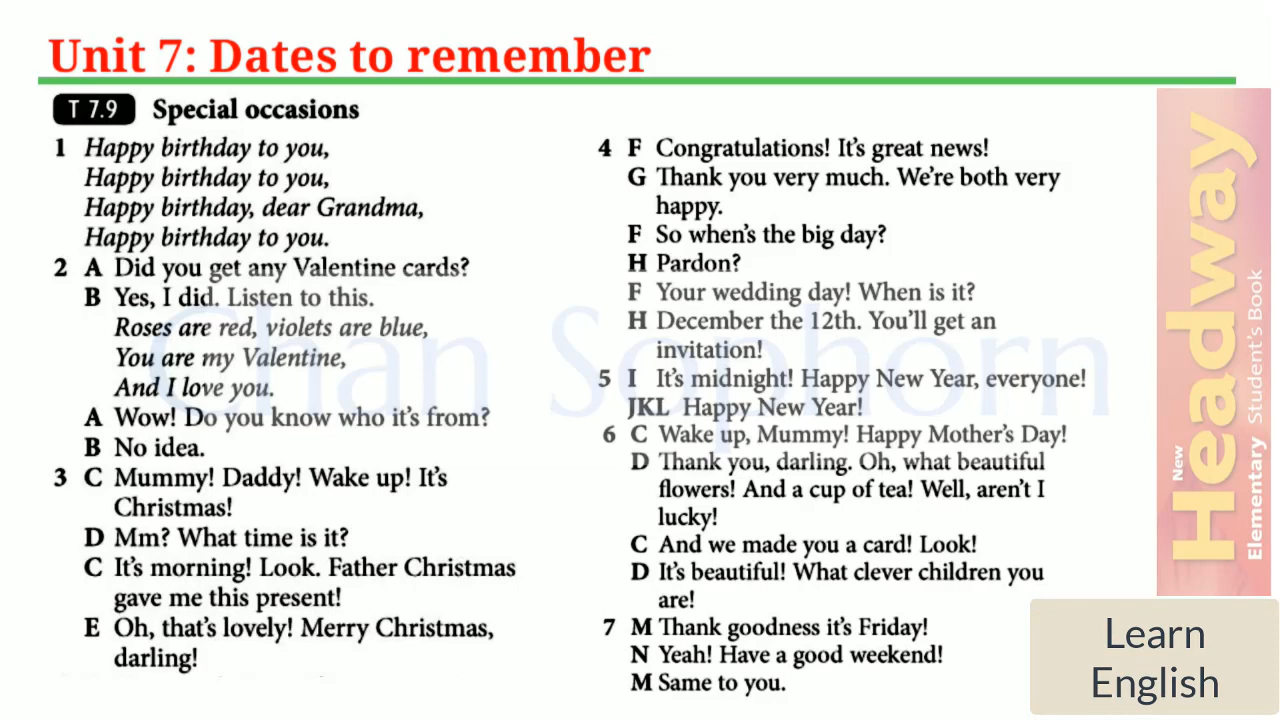 Unit 7: Dates to remember
T 7.9 Special occasions
1 Happy birthday to you,
Happy birthday to you,
Happy birthday, dear Grandma,
Happy birthday to you.
2 A Did you get any Valentine cards?
B Yes, I did. Listen to this.
Roses are red, violets are blue,
You are my Valentine,
And I love you.
A Wow! Do you know who it's from?
B No idea.
3 C Mummy! Daddy! Wake up! It's
Christmas!
D Mm? What time is it?
C It's morning! Look. Father Christmas
gave me this present!
E Oh, that's lovely! Merry Christmas,
darling!
4 F Congratulations! It's great news!
G Thank you very much. We're both very
happy.
F So when's the big day?
H Pardon?
F Your wedding day! When is it?
H December the 12th. You'll get an
invitation!
5 I It's midnight! Happy New Year, everyone!
JKL Happy New Year!
6 C Wake up, Mummy! Happy Mother's Day!
D Thank you, darling. Oh, what beautiful
flowers! And a cup of tea! Well, aren't I
lucky!
C And we made you a card! Look!
D It's beautiful! What clever children you
are!
7 M Thank goodness it's Friday!
N Yeah! Have a good weekend!
M Same to you.
Chan Sophorn
New
Headway
Elementary Student's Book
Learn
English